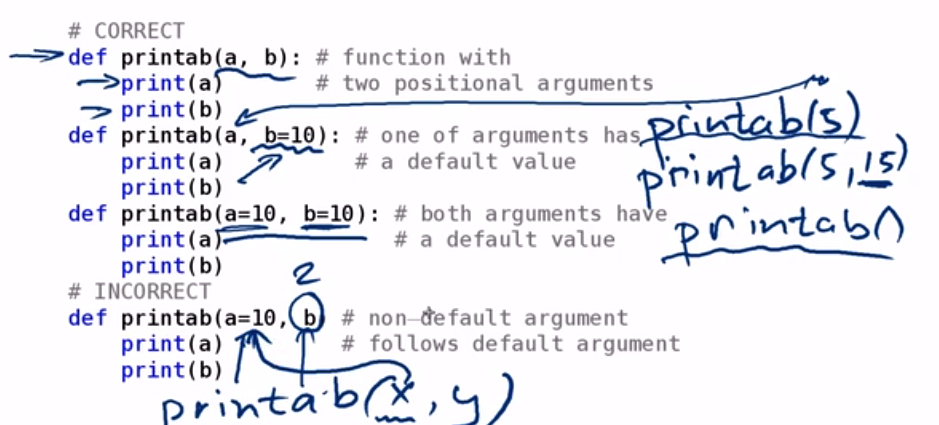 # CORRECT
def printab(a, b): # function with
    print(a)       # two positional arguments
    print(b)
def printab(a, b=10): # one of arguments has
    print(a)          # a default value
    print(b)
def printab(a=10, b=10): # both arguments have
    print(a)             # a default value
    print(b)
# INCORRECT
def printab(a=10, b) # non-default argument
    print(a)         # follows default argument
    print(b)
printab(5)
printab(5,15)
printab()
2
printab(x,y)